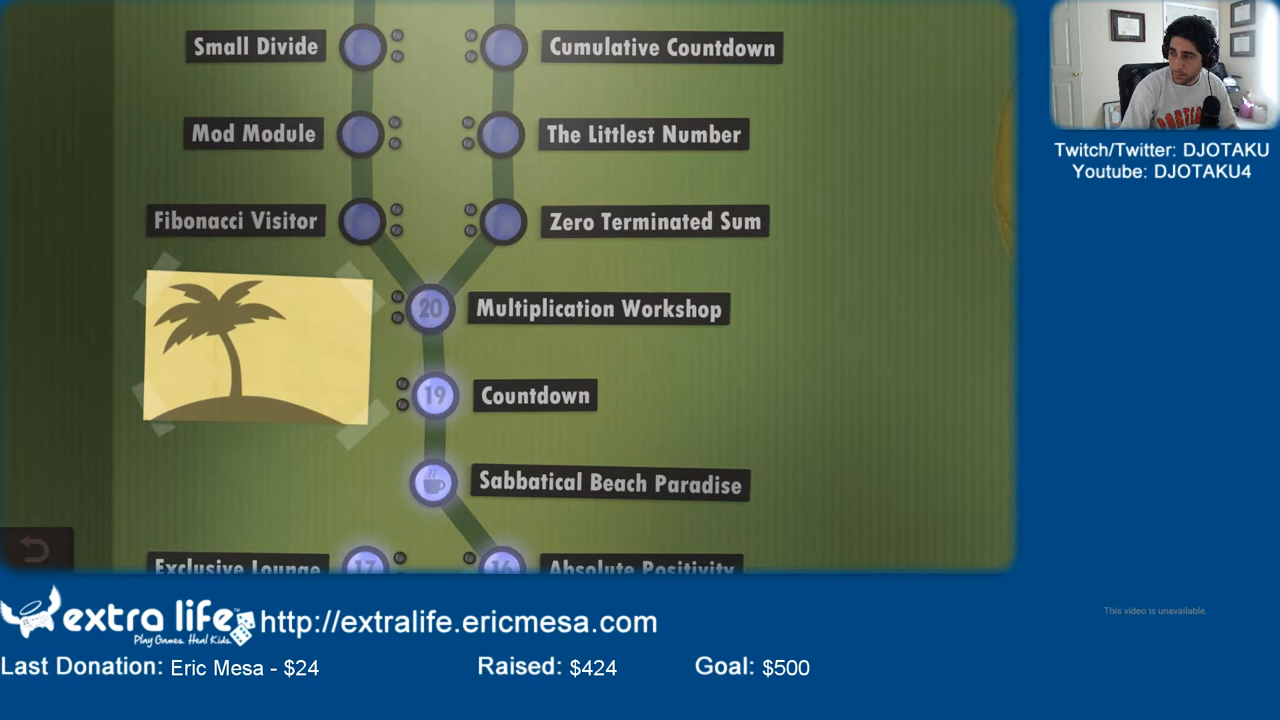 Small Divide
Cumulative Countdown
Mod Module
The Littlest Number
Fibonacci Visitor
Zero Terminated Sum
20
Multiplication Workshop
19
Countdown
Sabbatical Beach Paradise
Exclusive Lounge
17
16
Absolute Positivity
Twitch/Twitter: DJOTAKU
Youtube: DJOTAKU4
This video is unavailable.
extra life
Play Games. Heal Kids.
http://extralife.ericmesa.com
Last Donation: Eric Mesa - $24
Raised: $424
Goal: $500